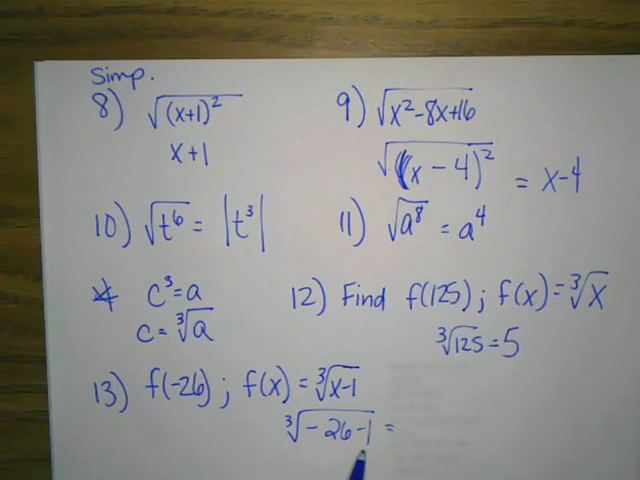 Simp.
8) √(x+1)²
x+1
9) √x²-8x+16
√(x-4)² = x-4
10) √t⁶ = |t³|
11) √a⁸ = a⁴
* c³=a
c = ∛a
12) Find f(125); f(x) = ∛x
∛125 = 5
13) f(-26); f(x) = ∛x-1
∛-26-1 =